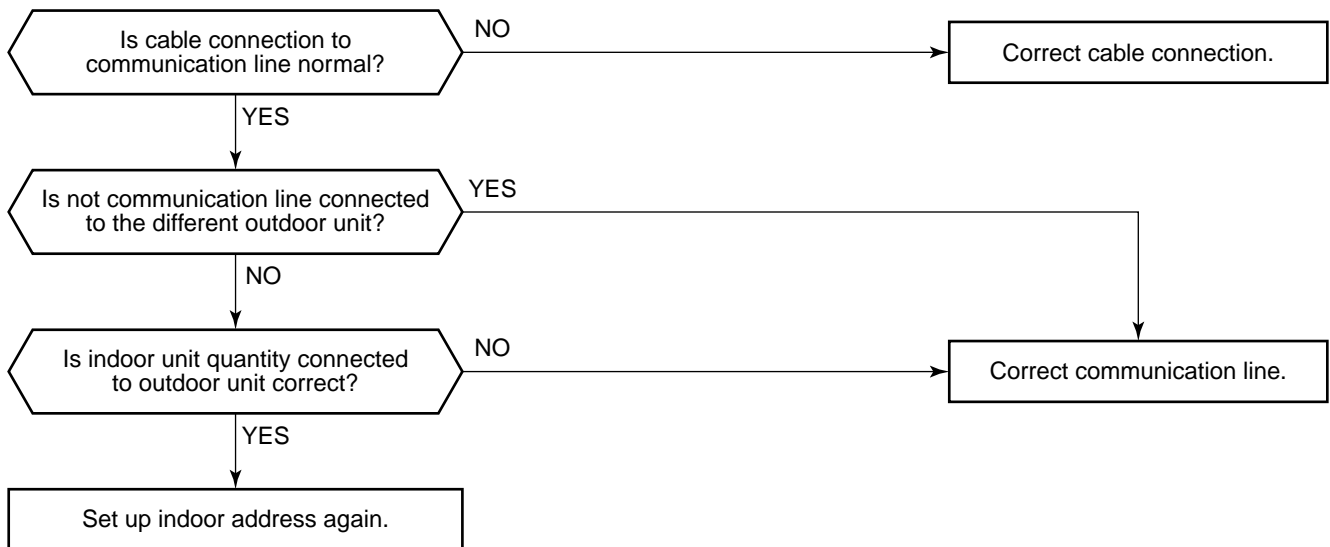 Is cable connection to
communication line normal?
NO
Correct cable connection.
YES
Is not communication line connected
to the different outdoor unit?
YES
NO
Is indoor unit quantity connected
to outdoor unit correct?
NO
Correct communication line.
YES
Set up indoor address again.